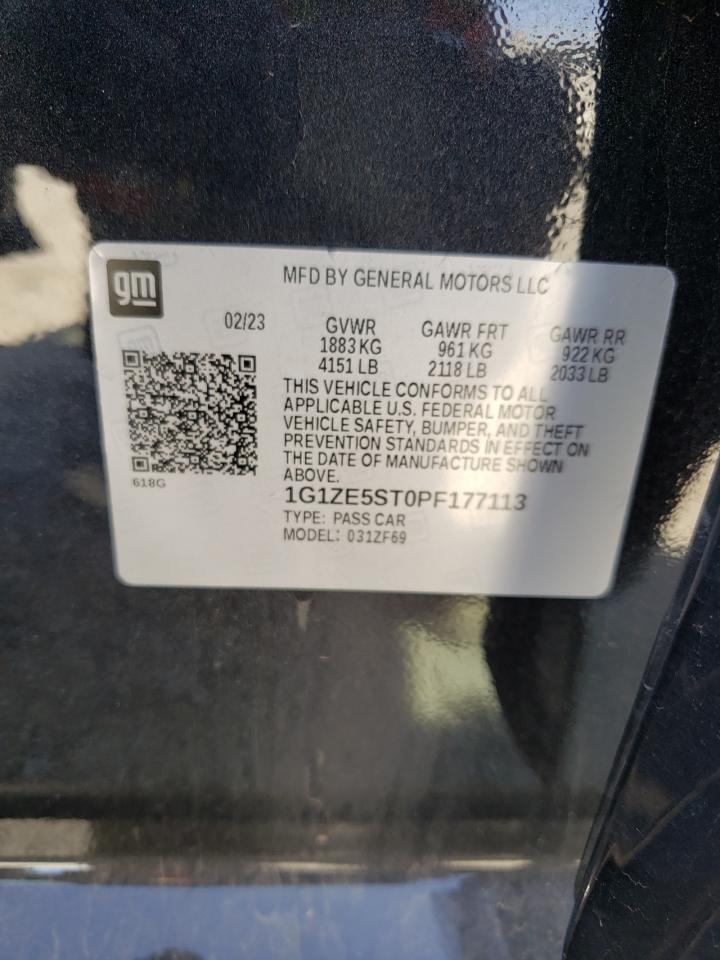 gm
MFD BY GENERAL MOTORS LLC
02/23 GVWR GAWR FRT GAWR RR
1883 KG 961 KG 922 KG
4151 LB 2118 LB 2033 LB
THIS VEHICLE CONFORMS TO ALL
APPLICABLE U.S. FEDERAL MOTOR
VEHICLE SAFETY, BUMPER, AND THEFT
PREVENTION STANDARDS IN EFFECT ON
THE DATE OF MANUFACTURE SHOWN
ABOVE.
618G
1G1ZE5ST0PF177113
TYPE: PASS CAR
MODEL: 031ZF69